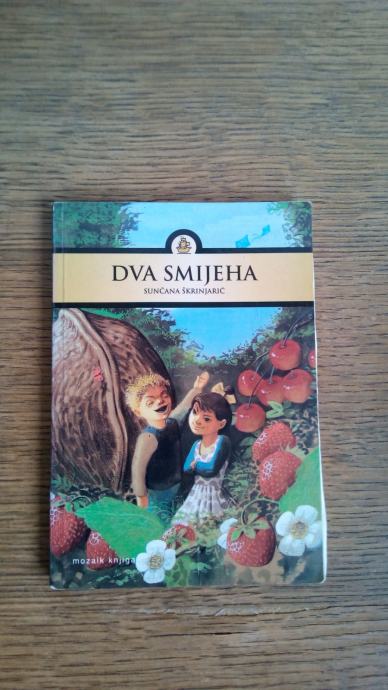 DVA SMIJEHA
SUNČANA ŠKRINJARIĆ
mozaik knjiga